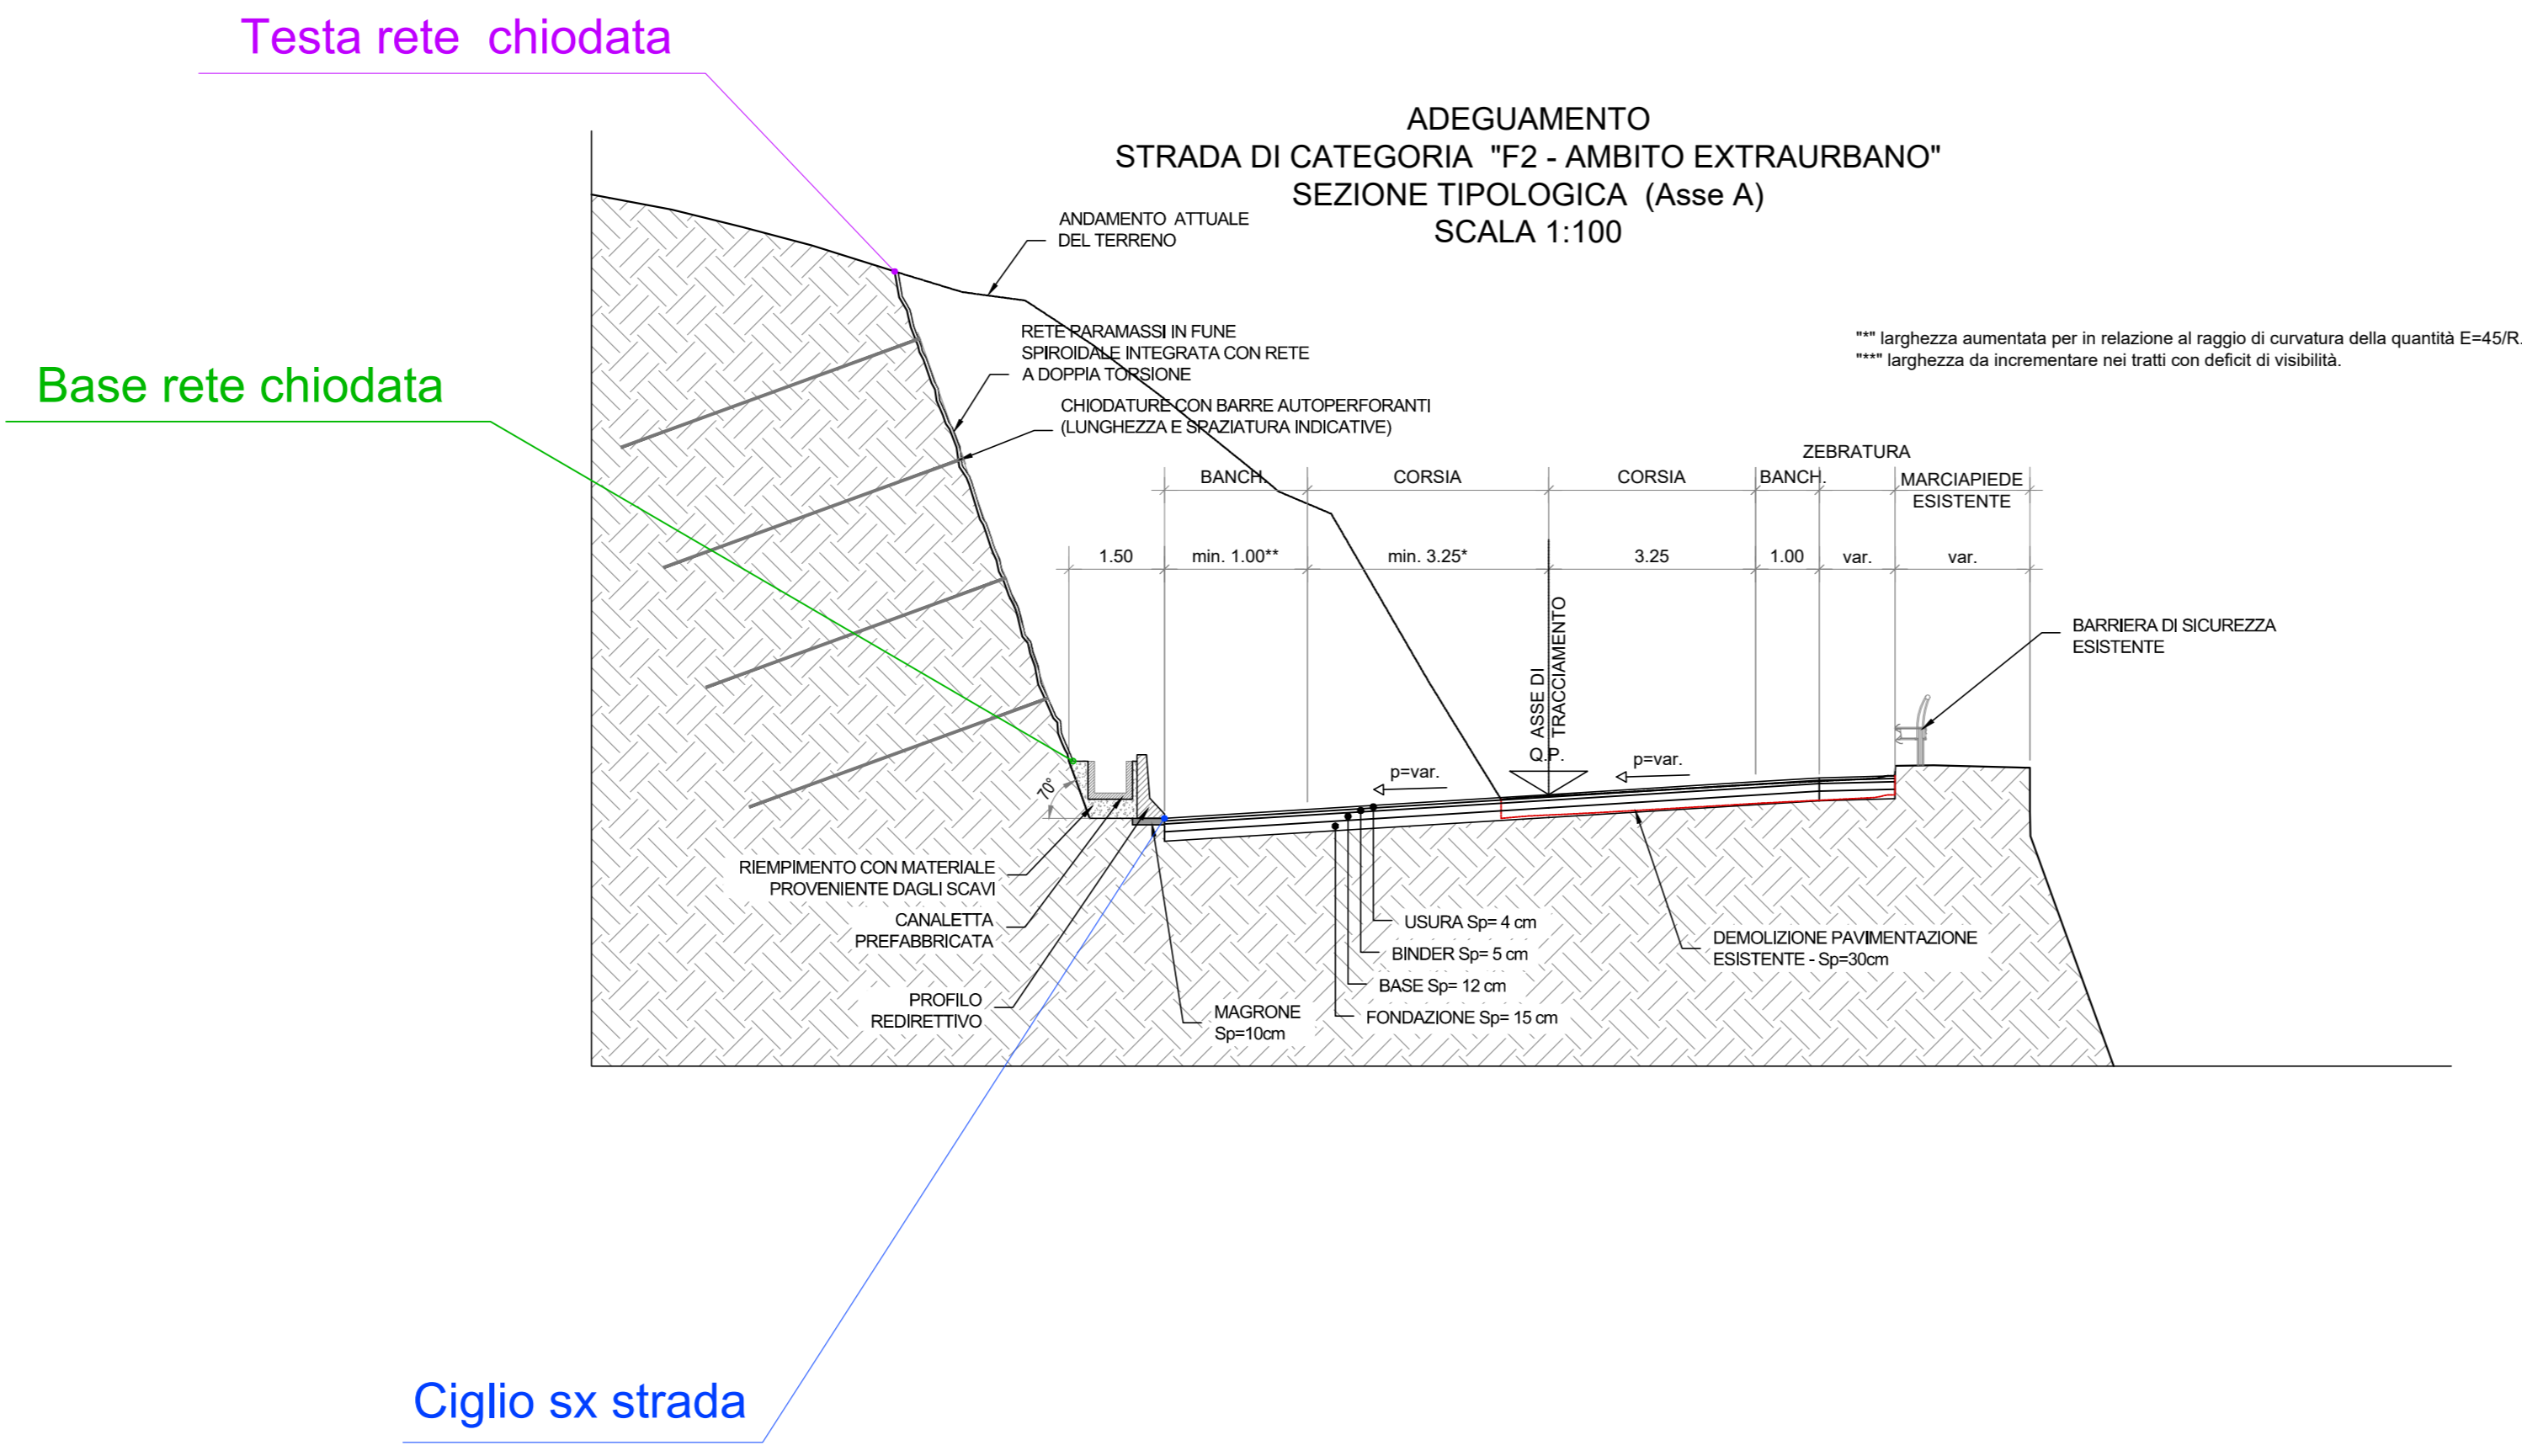 Testa rete chiodata
ADEGUAMENTO
STRADA DI CATEGORIA "F2 - AMBITO EXTRAURBANO"
SEZIONE TIPOLOGICA (Asse A)
SCALA 1:100
ANDAMENTO ATTUALE
DEL TERRENO
RETE PARAMASSI IN FUNE
SPIROIDALE INTEGRATA CON RETE
A DOPPIA TORSIONE
"*" larghezza aumentata per in relazione al raggio di curvatura della quantità E=45/R.
"**" larghezza da incrementare nei tratti con deficit di visibilità.
Base rete chiodata
CHIODATURE CON BARRE AUTOPERFORANTI
(LUNGHEZZA E SPAZIATURA INDICATIVE)
ZEBRATURA
BANCH.
CORSIA
CORSIA
BANCH.
MARCIAPIEDE
ESISTENTE
1.50
min. 1.00**
min. 3.25*
3.25
1.00
var.
var.
ASSE DI
TRACCIAMENTO
Q.P.
BARRIERA DI SICUREZZA
ESISTENTE
p=var.
p=var.
70°
RIEMPIMENTO CON MATERIALE
PROVENIENTE DAGLI SCAVI
CANALETTA
PREFABBRICATA
PROFILO
REDIRETTIVO
MAGRONE
Sp=10cm
USURA Sp= 4 cm
BINDER Sp= 5 cm
BASE Sp= 12 cm
FONDAZIONE Sp= 15 cm
DEMOLIZIONE PAVIMENTAZIONE
ESISTENTE - Sp=30cm
Ciglio sx strada